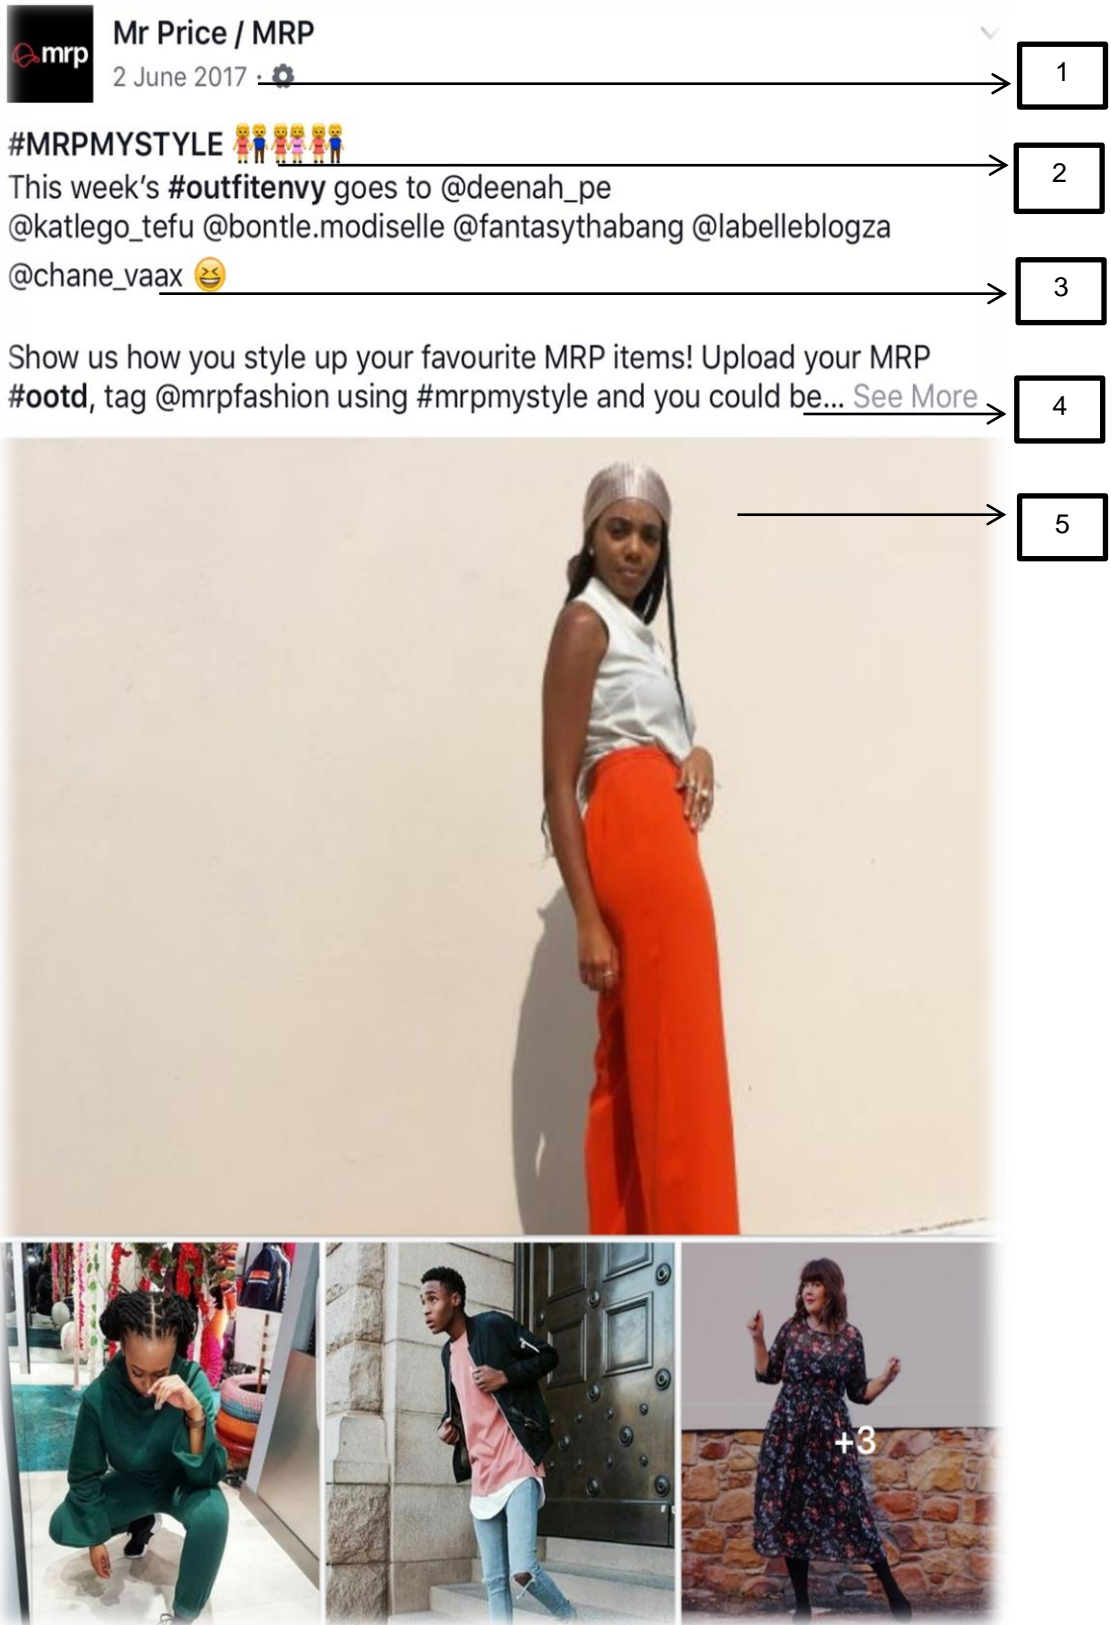 mrp
Mr Price / MRP
2 June 2017 ·
1
#MRPMYSTYLE 👫👭👫
2
This week's #outfitenvy goes to @deenah_pe
@katlego_tefu @bontle.modiselle @fantasythabang @labelleblogza
@chane_vaax 😆
3
Show us how you style up your favourite MRP items! Upload your MRP
#ootd, tag @mrpfashion using #mrpmystyle and you could be... See More
4
5
+3